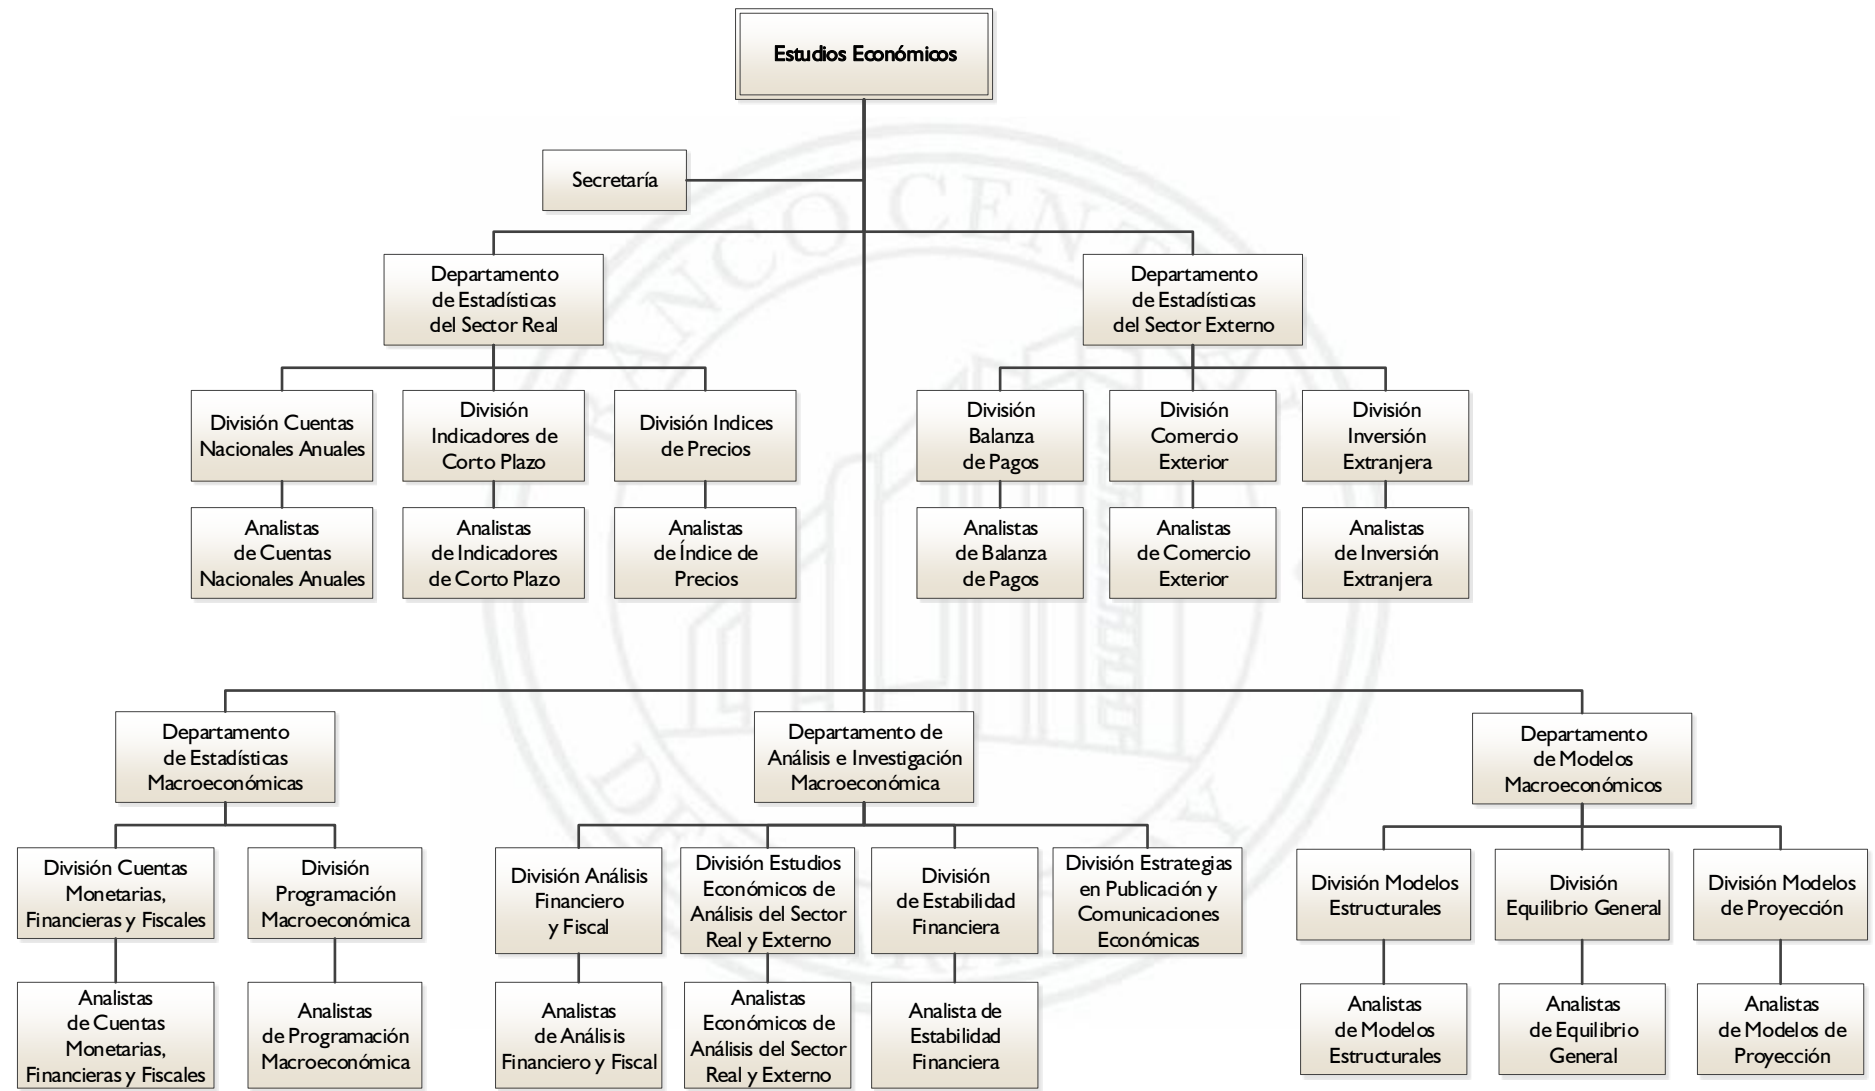 Estudios Económicos
Secretaría
Departamento
de Estadísticas
del Sector Real
Departamento
de Estadísticas
del Sector Externo
División Cuentas
Nacionales Anuales
División
Indicadores de
Corto Plazo
División Indices
de Precios
División
Balanza
de Pagos
División
Comercio
Exterior
División
Inversión
Extranjera
Analistas
de Cuentas
Nacionales Anuales
Analistas
de Indicadores
de Corto Plazo
Analistas
de Índice de
Precios
Analistas
de Balanza
de Pagos
Analistas
de Comercio
Exterior
Analistas
de Inversión
Extranjera
Departamento
de Estadísticas
Macroeconómicas
Departamento de
Análisis e Investigación
Macroeconómica
Departamento
de Modelos
Macroeconómicos
División Cuentas
Monetarias,
Financieras y Fiscales
División
Programación
Macroeconómica
División Análisis
Financiero
y Fiscal
División Estudios
Económicos de
Análisis del Sector
Real y Externo
División
de Estabilidad
Financiera
División Estrategias
en Publicación y
Comunicaciones
Económicas
División Modelos
Estructurales
División
Equilibrio General
División Modelos
de Proyección
Analistas
de Cuentas
Monetarias,
Financieras y Fiscales
Analistas
de Programación
Macroeconómica
Analistas
de Análisis
Financiero y Fiscal
Analistas
Económicos de
Análisis del Sector
Real y Externo
Analista de
Estabilidad
Financiera
Analistas
de Modelos
Estructurales
Analistas
de Equilibrio
General
Analistas
de Modelos de
Proyección
BANCO CENTRAL